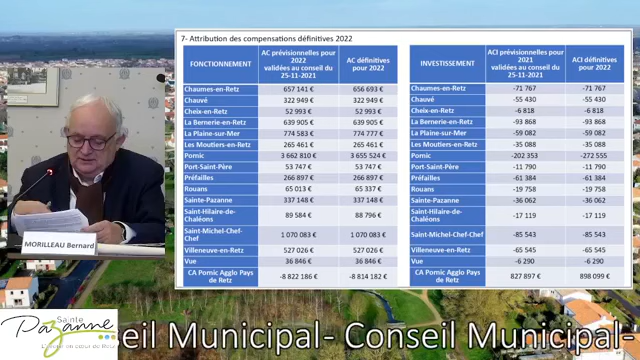 7- Attribution des compensations définitives 2022
FONCTIONNEMENT
AC prévisionnelles pour 2022 validées au conseil du 25-11-2021
AC définitives pour 2022
Chaumes-en-Retz 657 141 € 656 693 €
Chauvé 322 949 € 322 949 €
Cheix-en-Retz 52 993 € 52 993 €
La Bernerie-en-Retz 639 905 € 639 905 €
La Plaine-sur-Mer 774 583 € 774 777 €
Les Moutiers-en-Retz 265 461 € 265 461 €
Pornic 3 662 810 € 3 655 524 €
Port-Saint-Père 53 747 € 53 747 €
Préfailles 266 897 € 266 897 €
Rouans 65 013 € 65 337 €
Sainte-Pazanne 337 148 € 337 148 €
Saint-Hilaire-de-Chaléons 89 584 € 88 796 €
Saint-Michel-Chef-Chef 1 070 083 € 1 070 083 €
Villeneuve-en-Retz 527 026 € 527 026 €
Vue 36 846 € 36 846 €
CA Pornic Agglo Pays de Retz -8 822 186 € -8 814 182 €
INVESTISSEMENT
ACI prévisionnelles pour 2021 validées au conseil du 25-11-2021
ACI définitives pour 2022
Chaumes-en-Retz -71 767 -71 767
Chauvé -55 430 -55 430
Cheix-en-Retz -6 818 -6 818
La Bernerie-en-Retz -93 868 -93 868
La Plaine-sur-Mer -59 082 -59 082
Les Moutiers-en-Retz -35 088 -35 088
Pornic -202 353 -272 555
Port-Saint-Père -11 790 -11 790
Préfailles -61 384 -61 384
Rouans -19 758 -19 758
Sainte-Pazanne -36 062 -36 062
Saint-Hilaire-de-Chaléons -17 119 -17 119
Saint-Michel-Chef-Chef -85 543 -85 543
Villeneuve-en-Retz -65 545 -65 545
Vue -6 290 -6 290
CA Pornic Agglo Pays de Retz 827 897 € 898 099 €
MORILLEAU Bernard
Sainte
Pazanne
eil Municipal- Conseil Municipal-